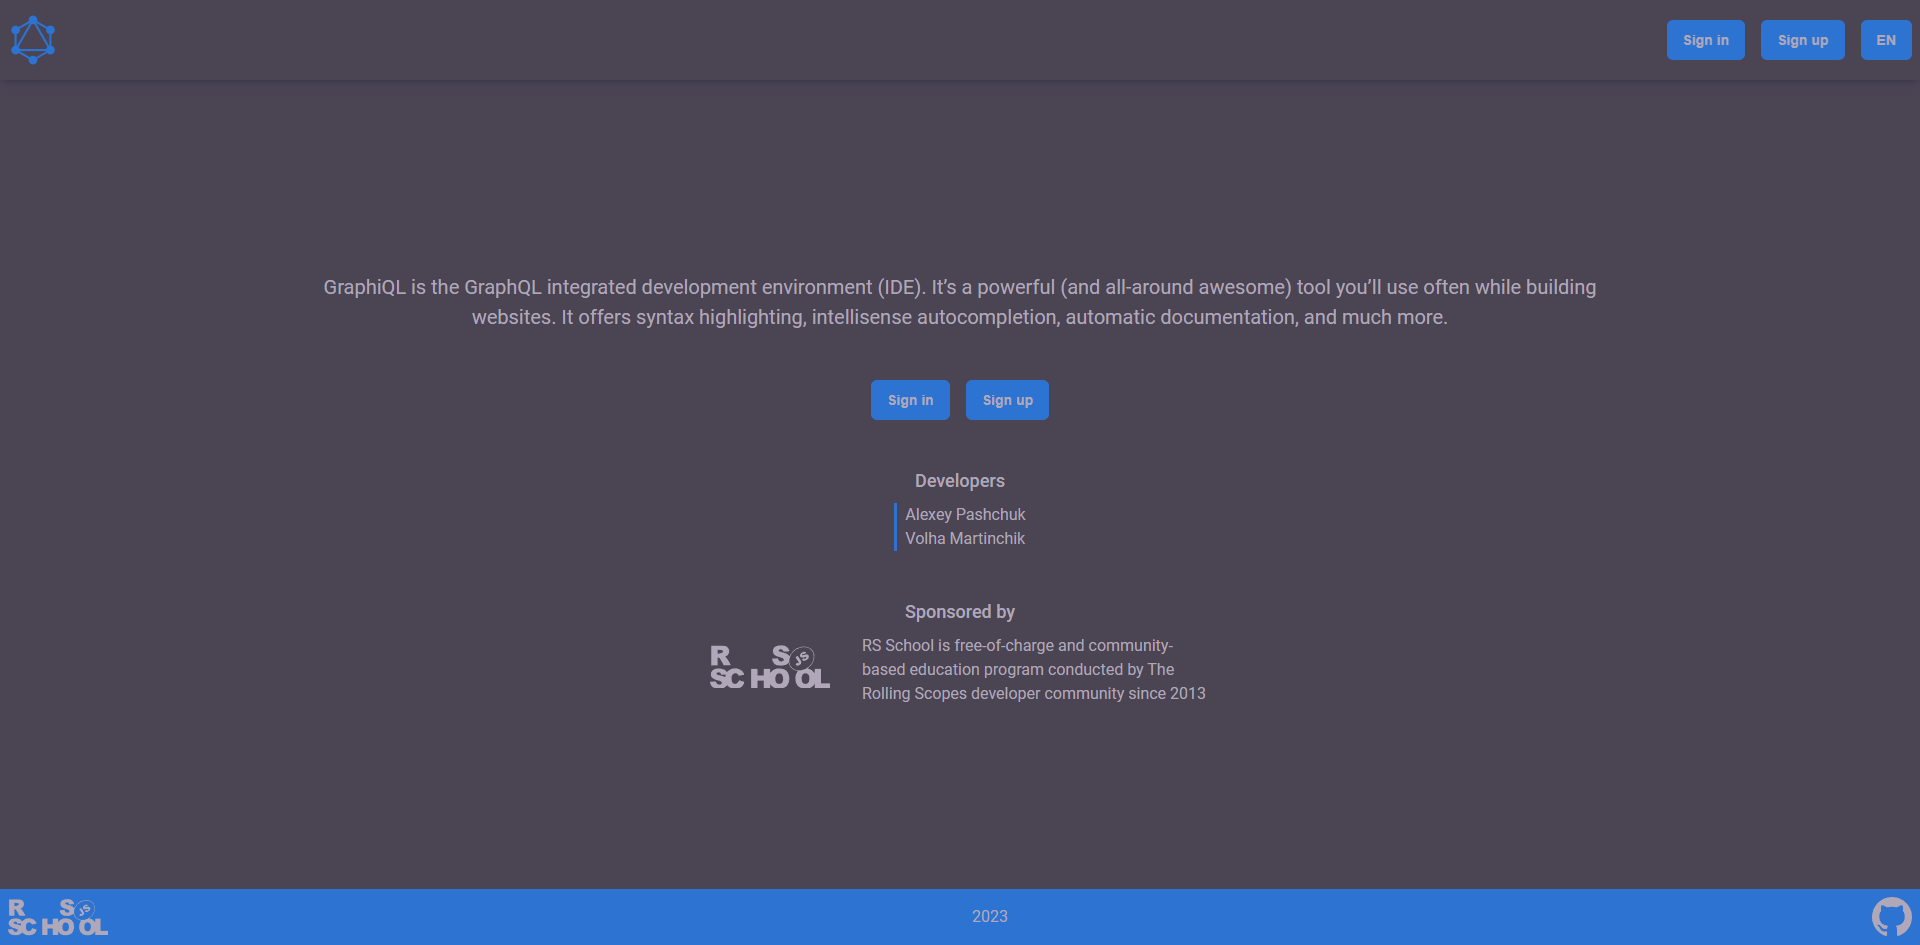 Sign in
Sign up
EN
GraphiQL is the GraphQL integrated development environment (IDE). It’s a powerful (and all-around awesome) tool you’ll use often while building
websites. It offers syntax highlighting, intellisense autocompletion, automatic documentation, and much more.
Sign in
Sign up
Developers
Alexey Pashchuk
Volha Martinchik
Sponsored by
R S JS
SCHOOL
RS School is free-of-charge and community-
based education program conducted by The
Rolling Scopes developer community since 2013
R S JS
SCHOOL
2023